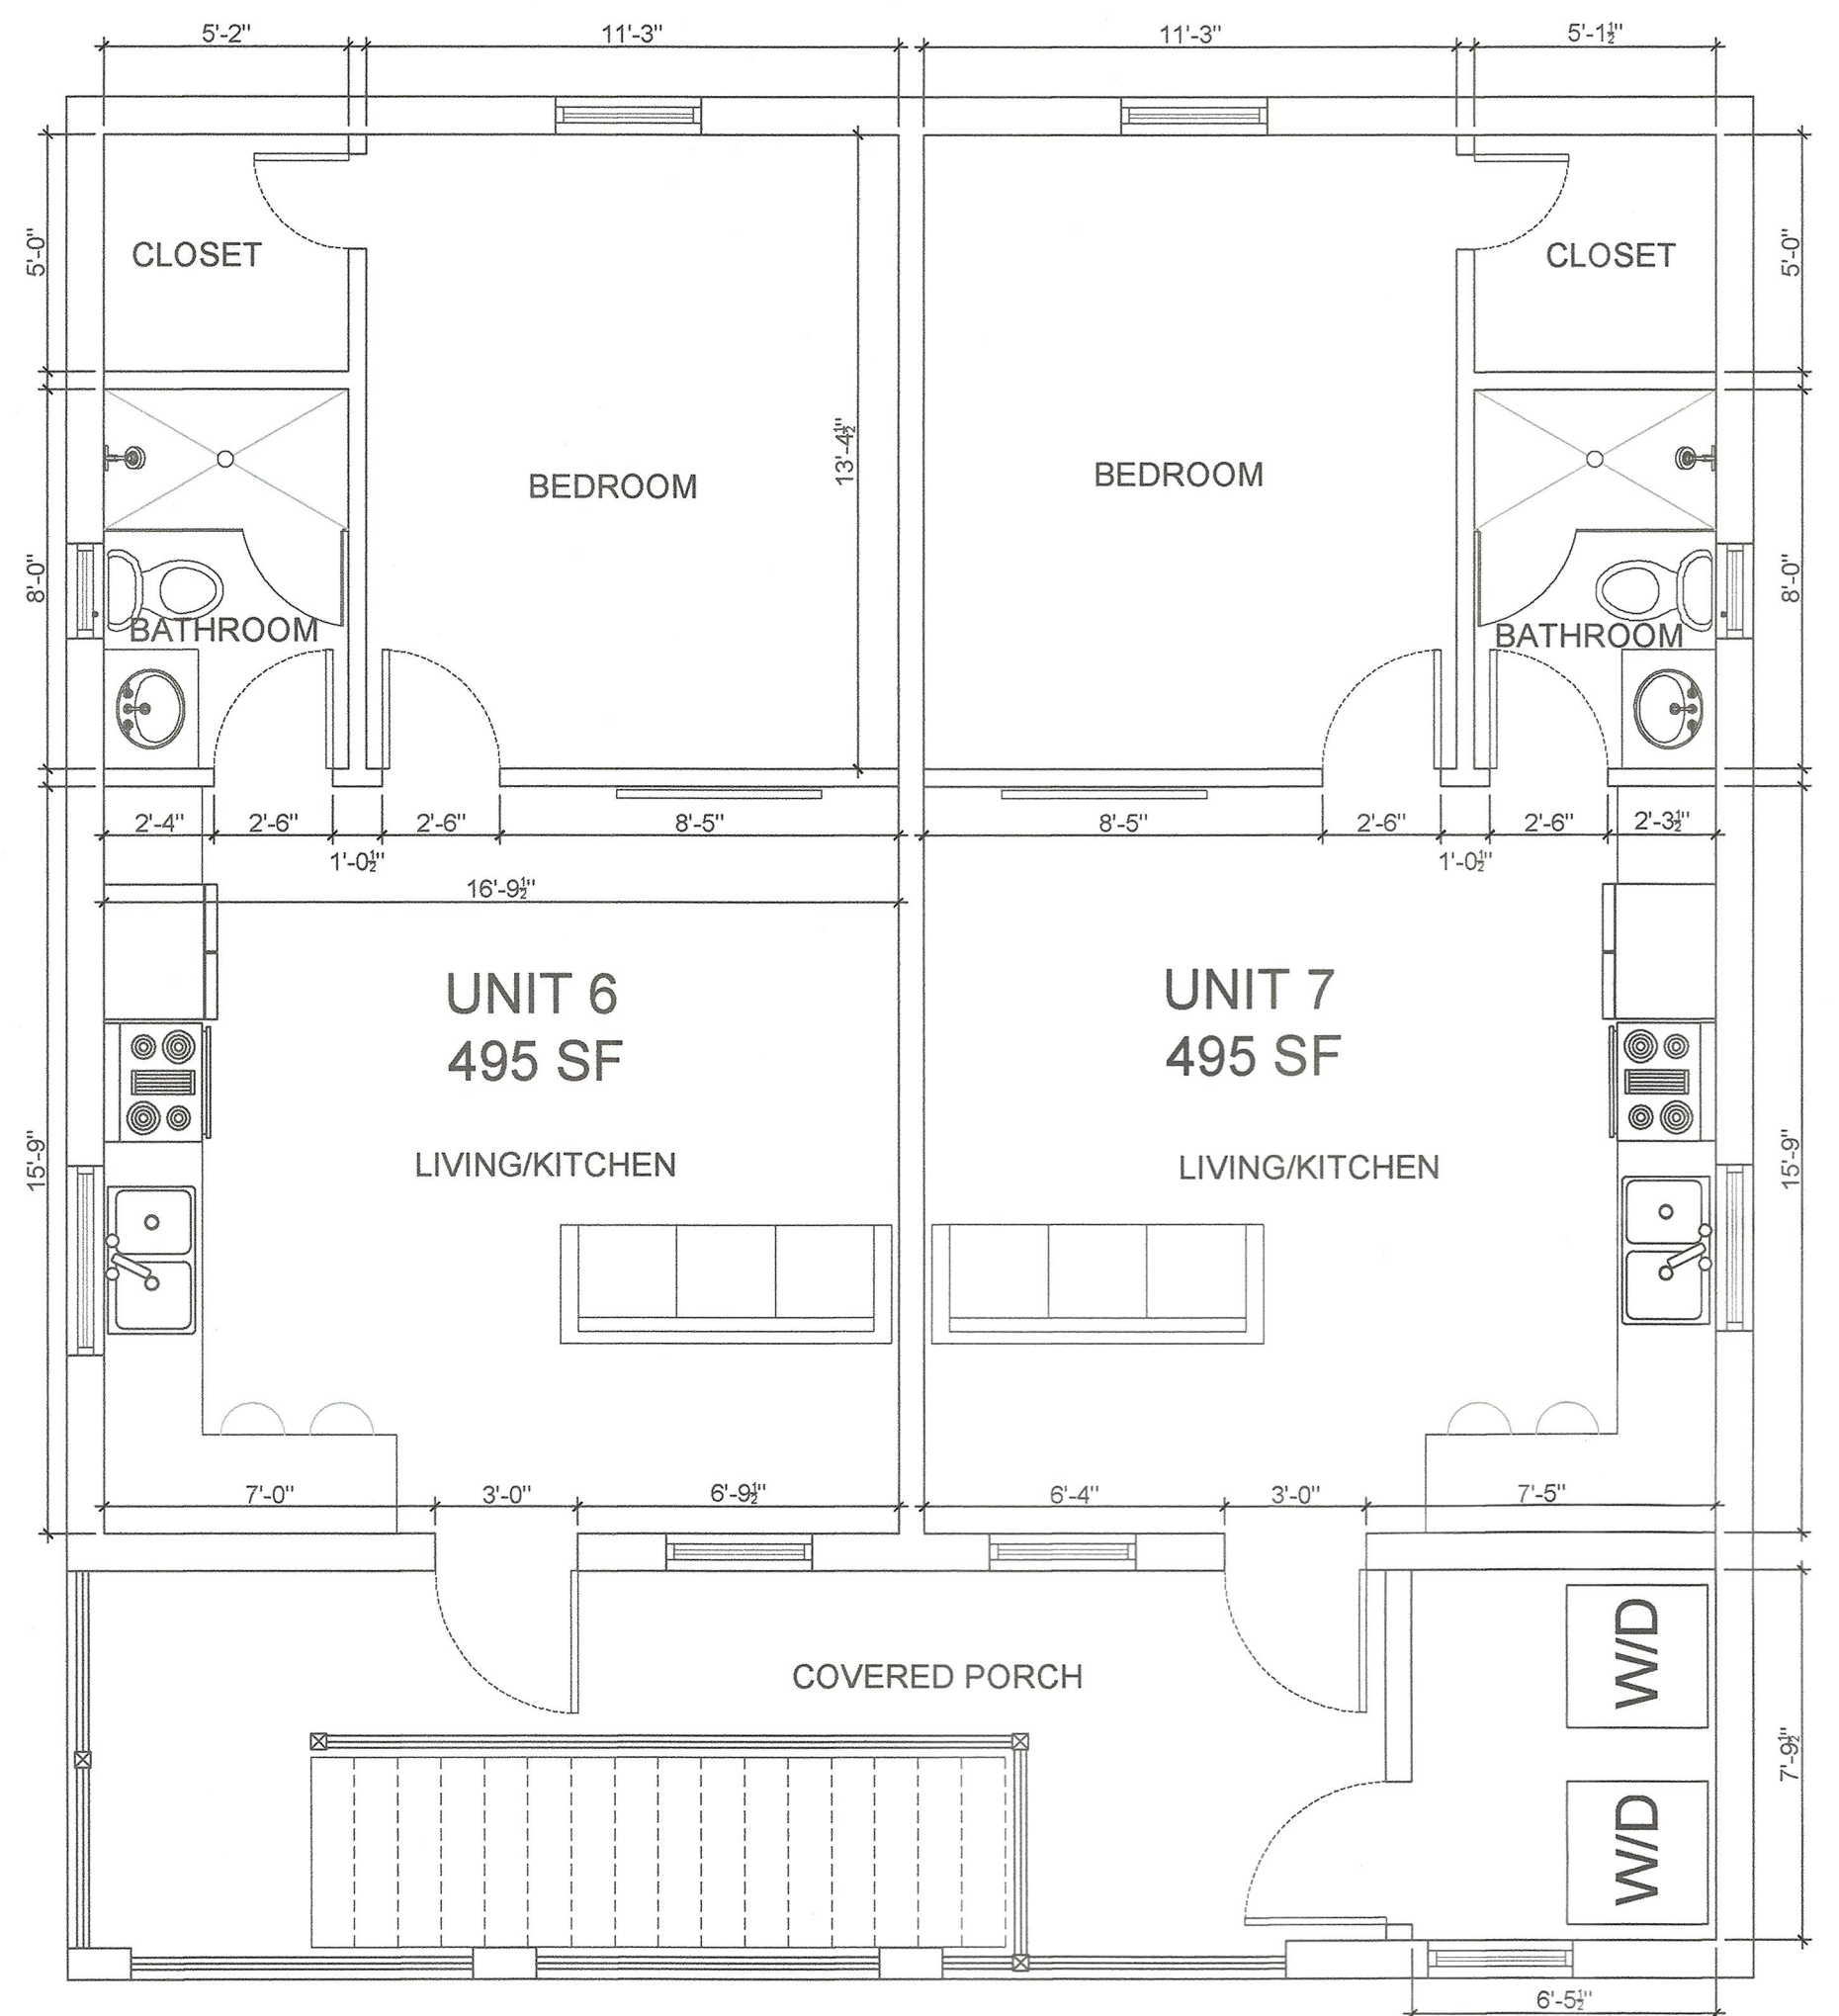 5'-2" 11'-3" 11'-3" 5'-1½"
CLOSET CLOSET
5'-0" 5'-0"
13'-4½"
BEDROOM BEDROOM
8'-0" 8'-0"
BATHROOM BATHROOM
2'-4" 2'-6" 2'-6" 8'-5" 8'-5" 2'-6" 2'-6" 2'-3½"
1'-0½" 1'-0½"
16'-9½"
UNIT 6 UNIT 7
495 SF 495 SF
15'-9" 15'-9"
LIVING/KITCHEN LIVING/KITCHEN
7'-0" 3'-0" 6'-9½" 6'-4" 3'-0" 7'-5"
W/D
COVERED PORCH
7'-9½"
W/D
6'-5½"